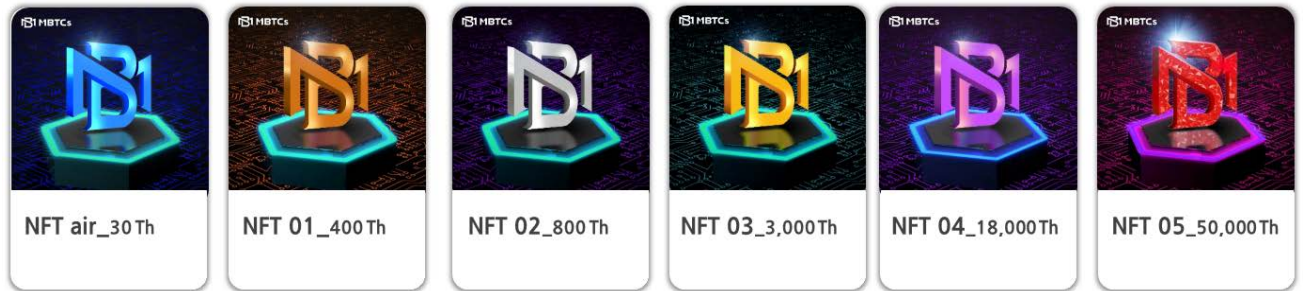 MBTCs
MBTCs
MBTCs
MBTCs
MBTCs
MBTCs
NFT air_30 Th
NFT 01_400 Th
NFT 02_800 Th
NFT 03_3,000 Th
NFT 04_18,000 Th
NFT 05_50,000 Th